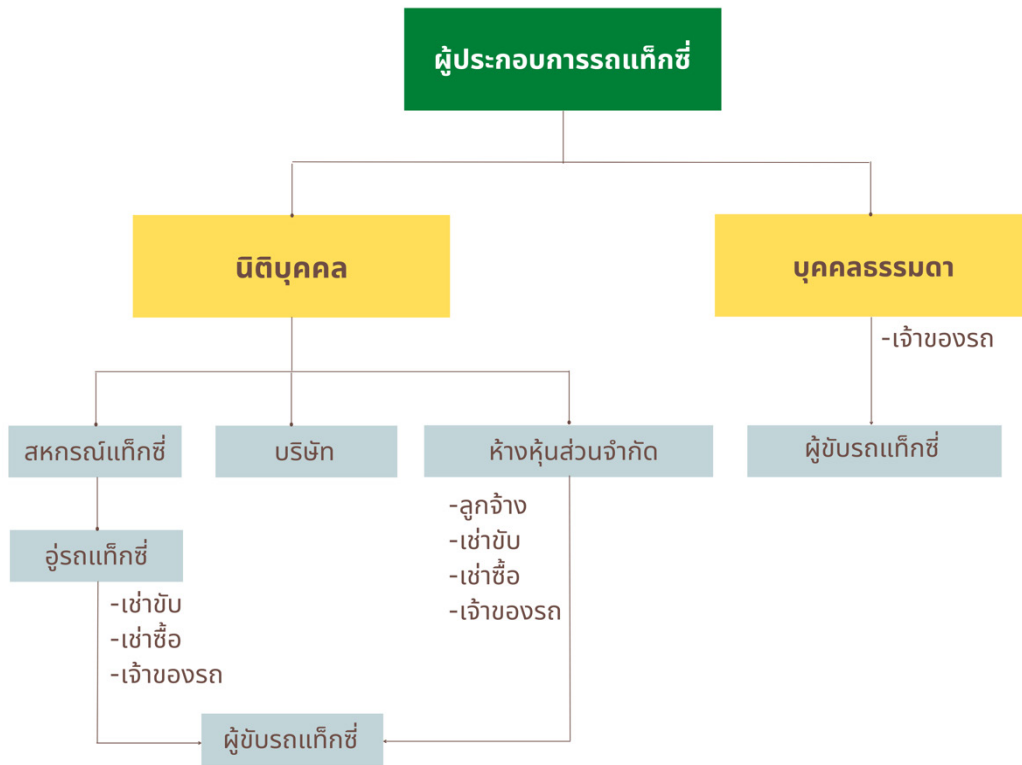 ผู้ประกอบการรถแท็กซี่
นิติบุคคล
บุคคลธรรมดา
-เจ้าของรถ
สหกรณ์แท็กซี่
บริษัท
ห้างหุ้นส่วนจำกัด
ผู้ขับรถแท็กซี่
-ลูกจ้าง
-เช่าขับ
-เช่าซื้อ
-เจ้าของรถ
อู่รถแท็กซี่
-เช่าขับ
-เช่าซื้อ
-เจ้าของรถ
ผู้ขับรถแท็กซี่